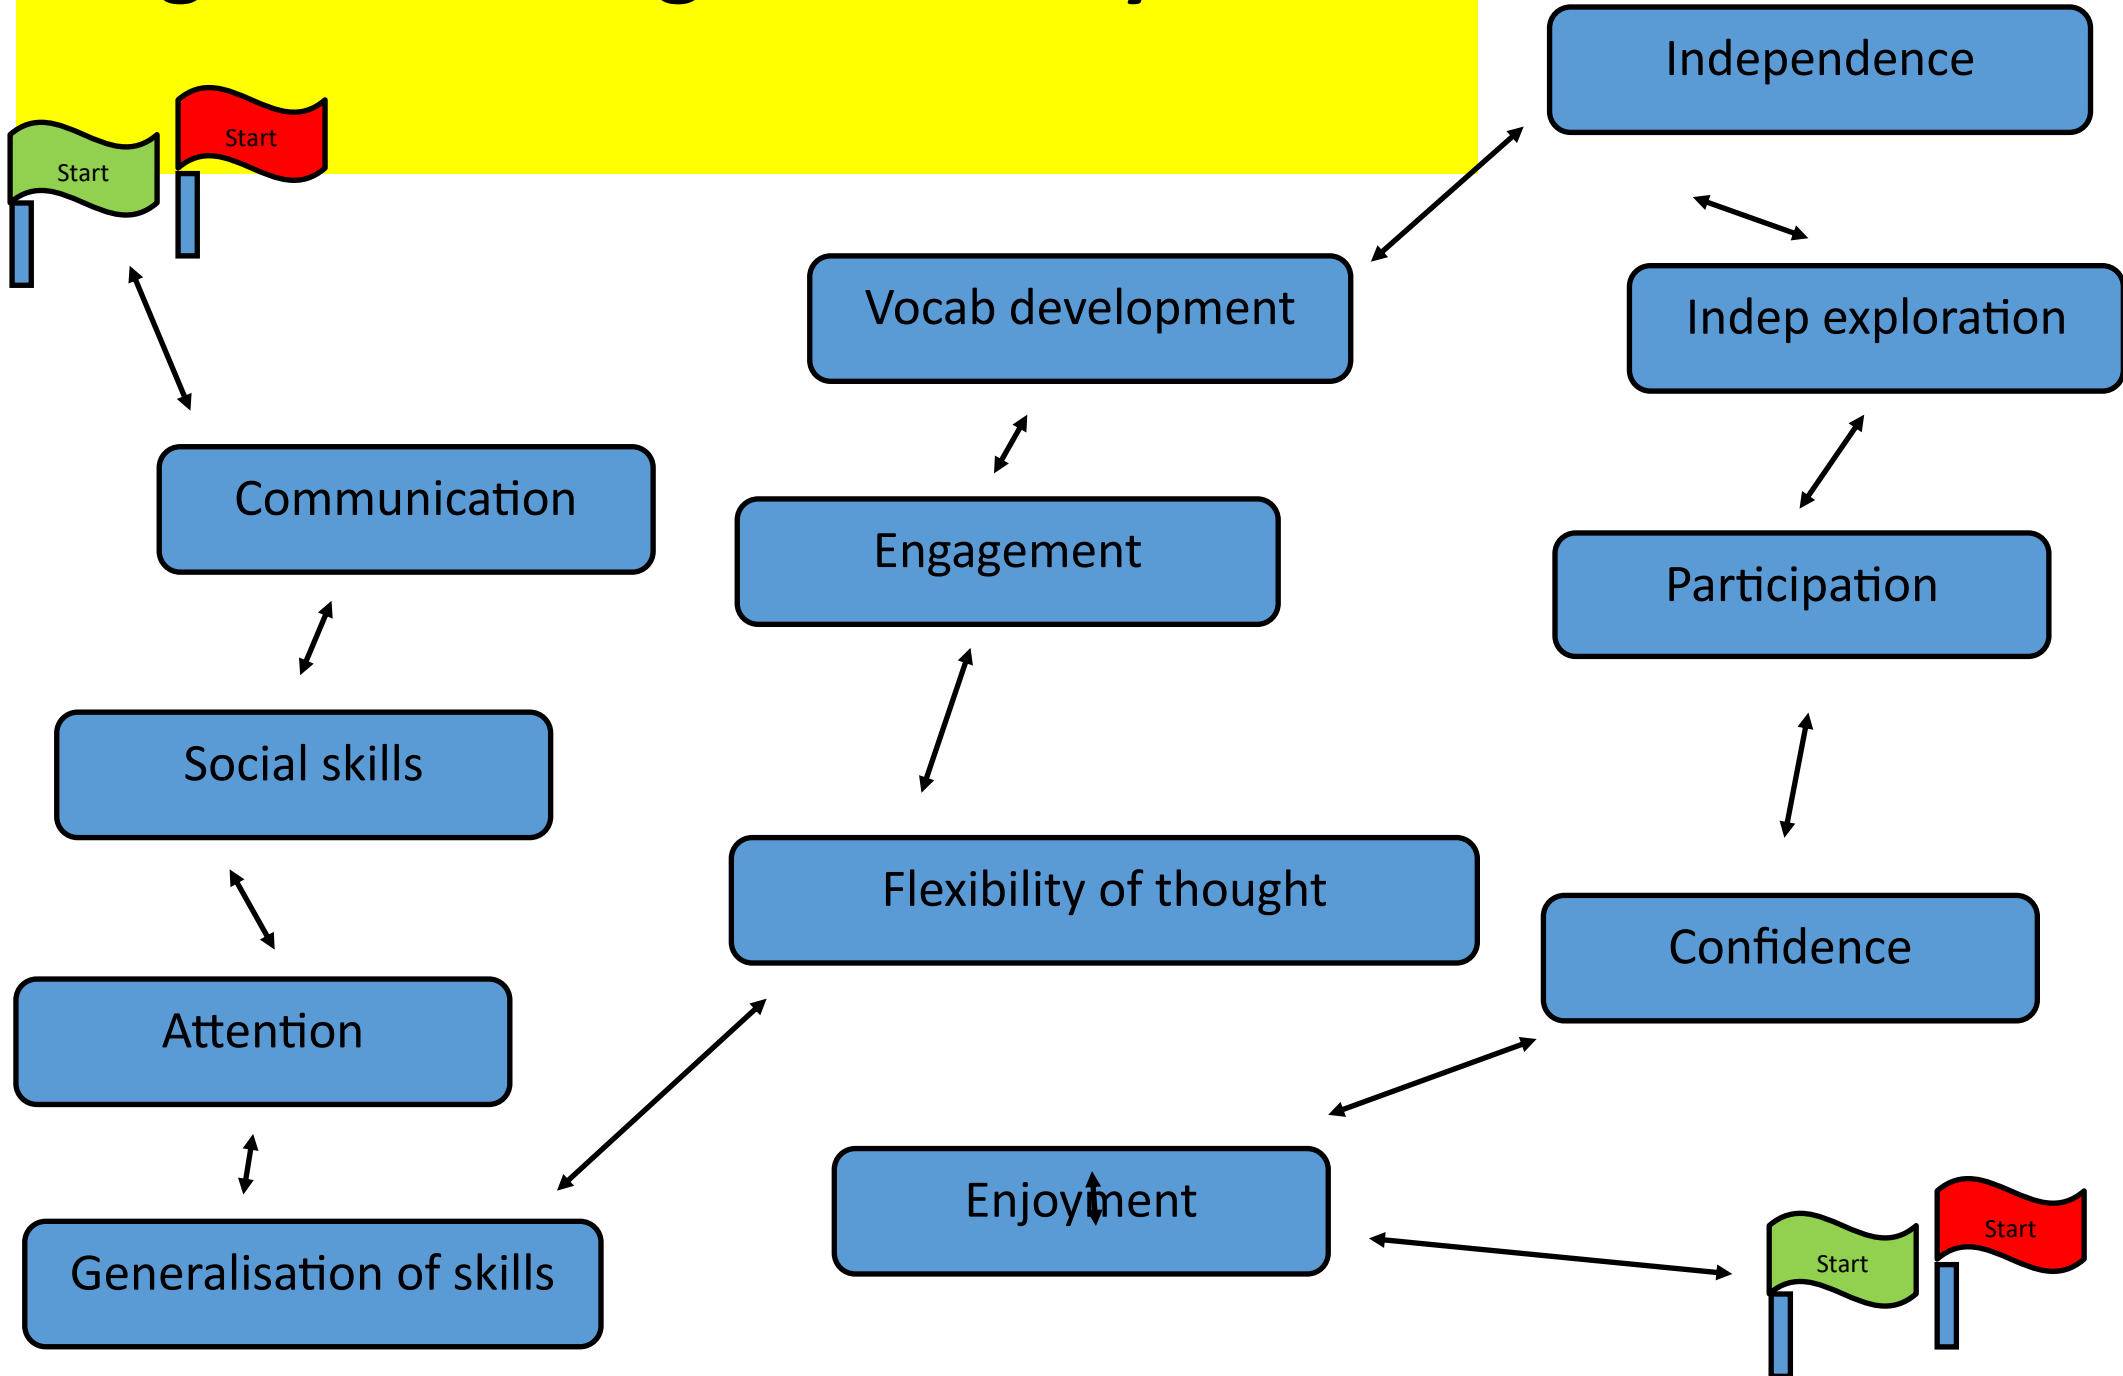 Start
Start
Independence
Vocab development
Indep exploration
Communication
Engagement
Participation
Social skills
Flexibility of thought
Confidence
Attention
Enjoyment
Generalisation of skills
Start
Start